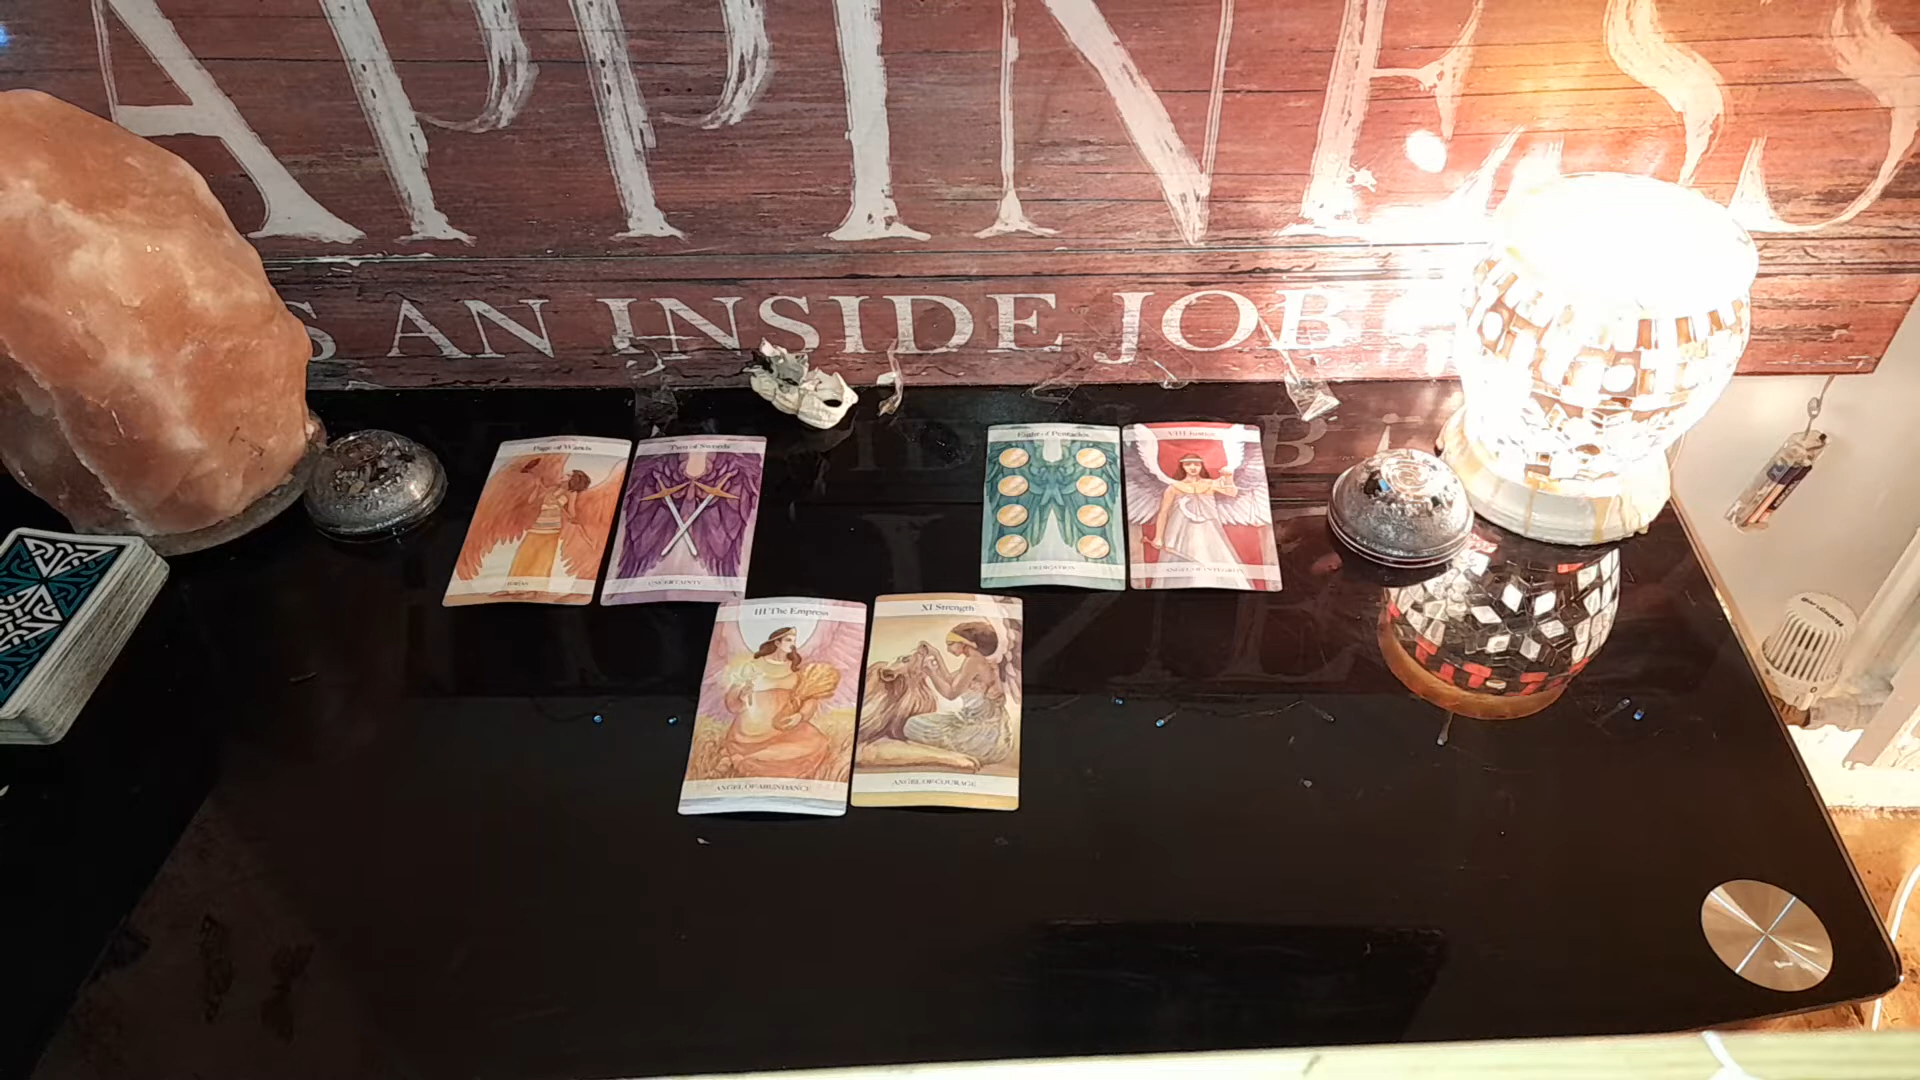 APPINESS
S AN INSIDE JOB
Page of Wands
Two of Swords
UNCERTAINTY
Eight of Pentacles
DEDICATION
VIII Justice
ANGEL OF INTEGRITY
III The Empress
ANGEL OF ABUNDANCE
XI Strength
ANGEL OF COURAGE